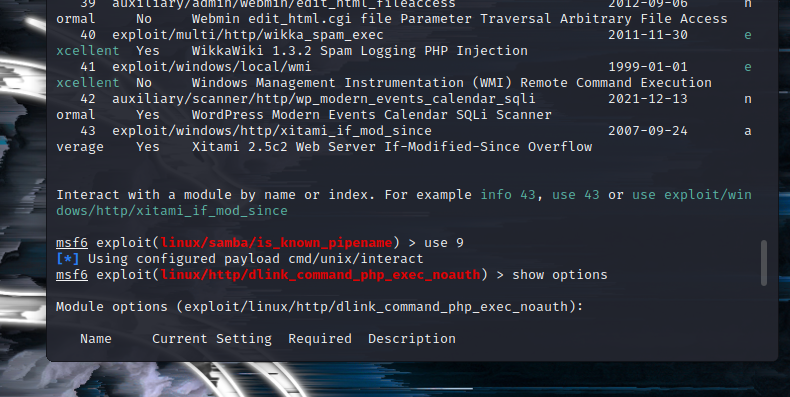 39 auxiliary/admin/webmin/edit_html_fileaccess 2012-09-06 n
ormal No Webmin edit_html.cgi file Parameter Traversal Arbitrary File Access
40 exploit/multi/http/wikka_spam_exec 2011-11-30 e
xcellent Yes WikkaWiki 1.3.2 Spam Logging PHP Injection
41 exploit/windows/local/wmi 1999-01-01 e
xcellent No Windows Management Instrumentation (WMI) Remote Command Execution
42 auxiliary/scanner/http/wp_modern_events_calendar_sqli 2021-12-13 n
ormal Yes WordPress Modern Events Calendar SQLi Scanner
43 exploit/windows/http/xitami_if_mod_since 2007-09-24 a
verage Yes Xitami 2.5c2 Web Server If-Modified-Since Overflow
Interact with a module by name or index. For example info 43, use 43 or use exploit/win
dows/http/xitami_if_mod_since
msf6 exploit(linux/samba/is_known_pipename) > use 9
[*] Using configured payload cmd/unix/interact
msf6 exploit(linux/http/dlink_command_php_exec_noauth) > show options
Module options (exploit/linux/http/dlink_command_php_exec_noauth):
Name Current Setting Required Description